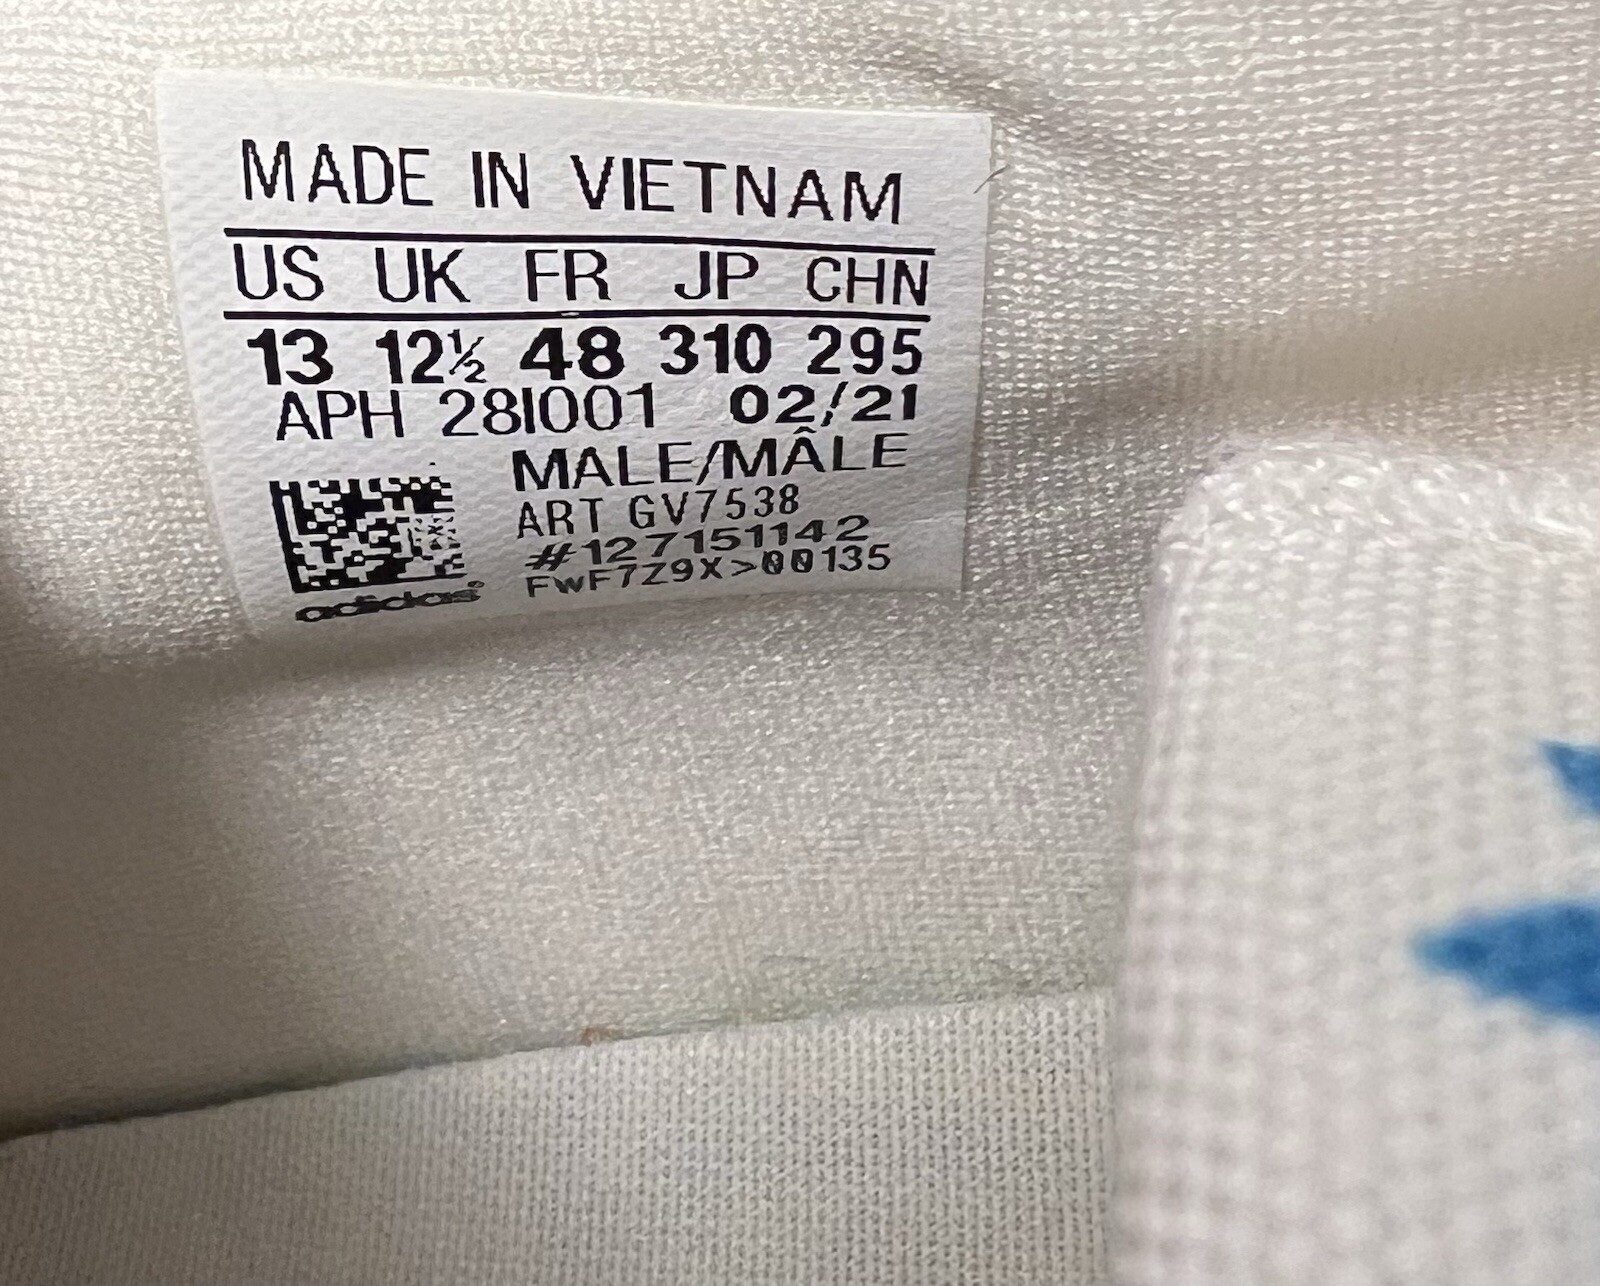 MADE IN VIETNAM
US UK FR JP CHN
13 12½ 48 310 295
APH 28I001 02/21
MALE/MÂLE
ART GV7538
#127151142
FWF7Z9X>00135
adidas®